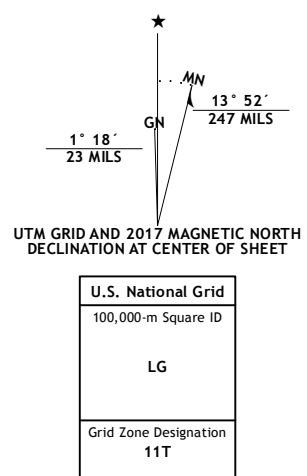 ★
MN
GN
13° 52´
247 MILS
1° 18´
23 MILS
UTM GRID AND 2017 MAGNETIC NORTH
DECLINATION AT CENTER OF SHEET
U.S. National Grid
100,000-m Square ID
LG
Grid Zone Designation
11T